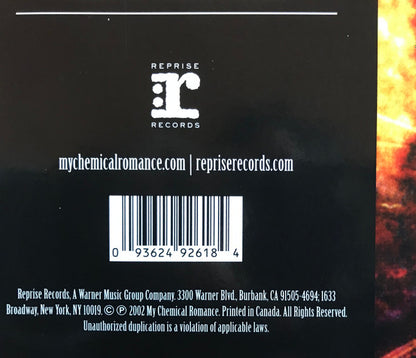 REPRISE
r
RECORDS
mychemicalromance.com | repriserecords.com
0 93624 92618 4
Reprise Records, A Warner Music Group Company. 3300 Warner Blvd., Burbank, CA 91505-4694; 1633
Broadway, New York, NY 10019. © ℗ 2002 My Chemical Romance. Printed in Canada. All Rights Reserved.
Unauthorized duplication is a violation of applicable laws.